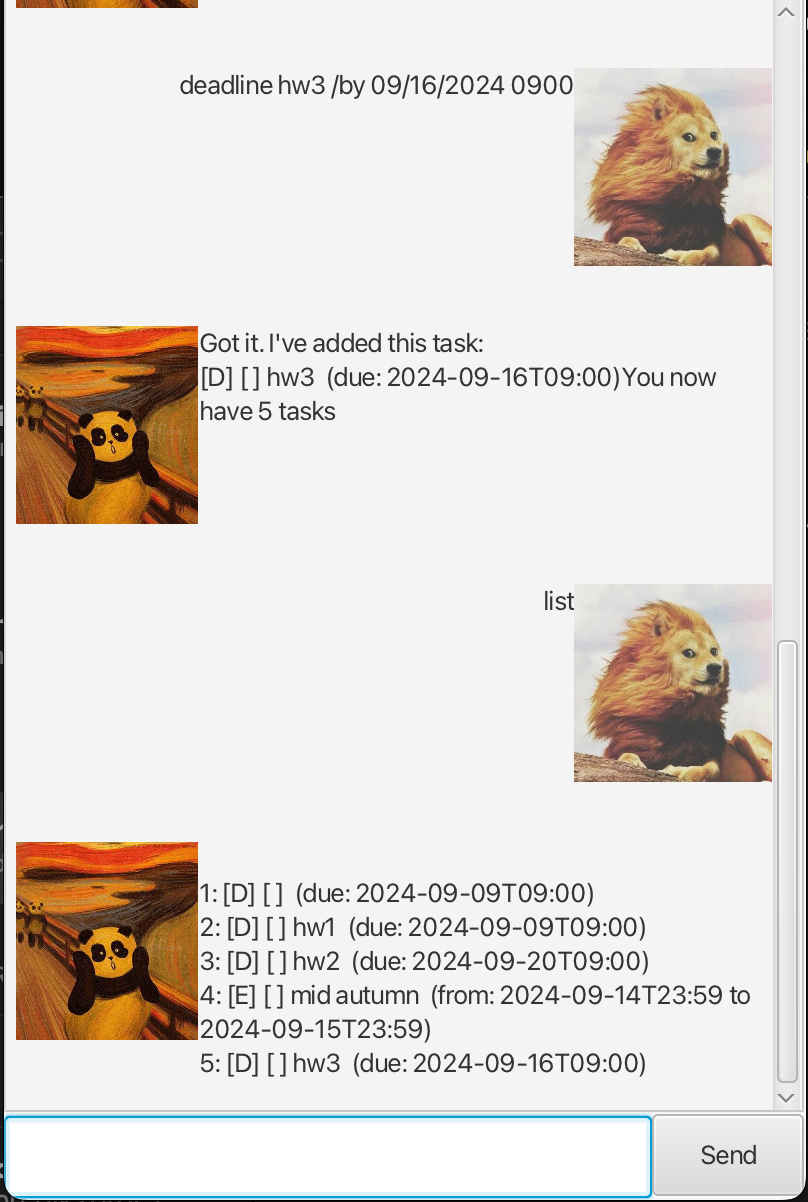 deadline hw3 /by 09/16/2024 0900
Got it. I've added this task:
[D] [ ] hw3  (due: 2024-09-16T09:00)You now
have 5 tasks
list
1: [D] [ ]  (due: 2024-09-09T09:00)
2: [D] [ ] hw1  (due: 2024-09-09T09:00)
3: [D] [ ] hw2  (due: 2024-09-20T09:00)
4: [E] [ ] mid autumn  (from: 2024-09-14T23:59 to
2024-09-15T23:59)
5: [D] [ ] hw3  (due: 2024-09-16T09:00)
Send